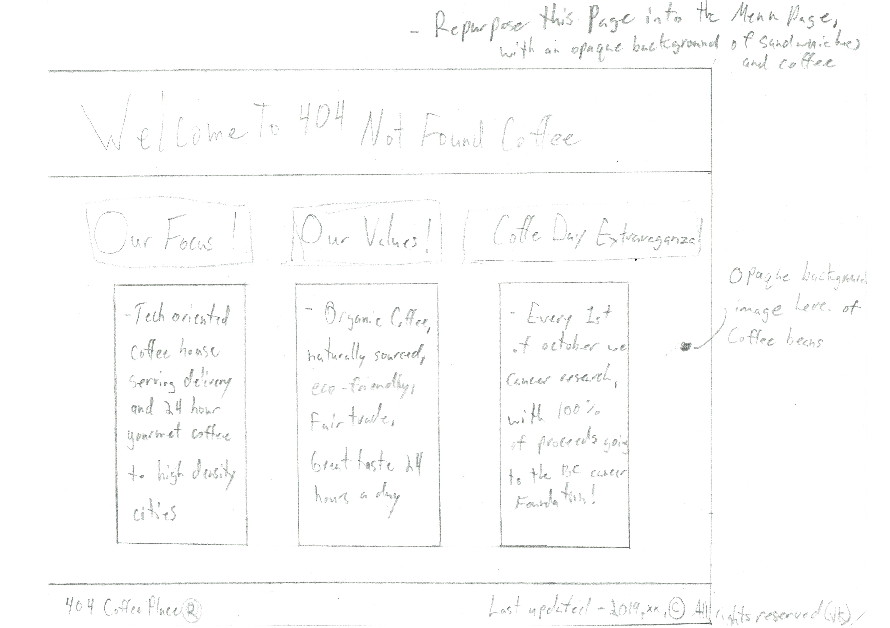 - Repurpose this Page into the Menu Page,
with an opaque background of sandwiches
and coffee
Welcome To 404 Not Found Coffee
Our Focus!
Our Values!
Coffe Day Extravaganza!
- Tech oriented
coffee house
serving delivery
and 24 hour
gourmet coffee
to high density
cities
- Organic Coffee,
naturally sourced,
eco-friendly,
Fair trade,
Great taste 24
hours a day
- Every 1st
of october we
cancer research,
with 100%
of proceeds going
to the BC cancer
Foundation!
Opaque background
image here. of
Coffee beans
404 Coffee Place ®
Last updated - 2019, © All rights reserved